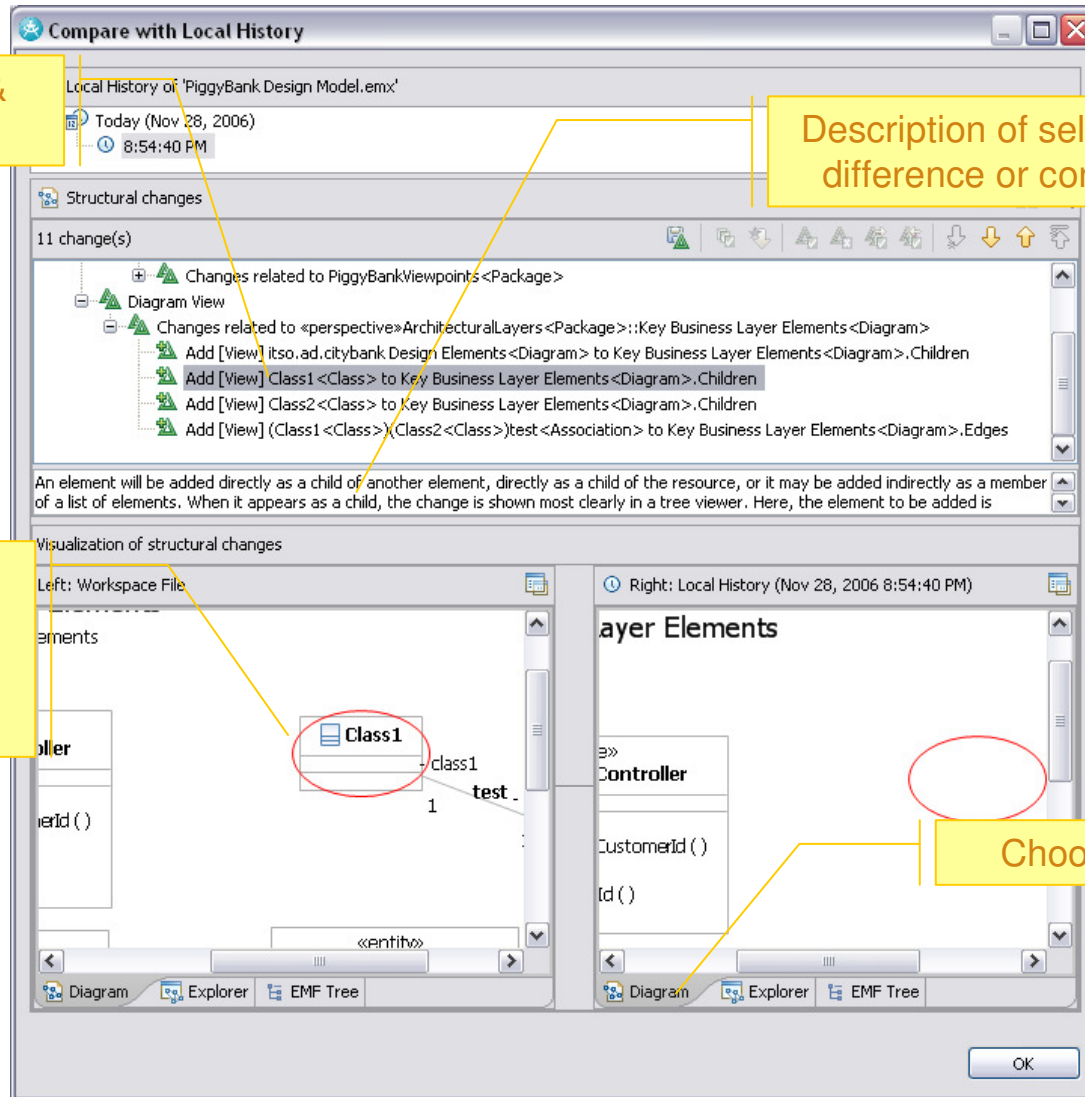 Compare with Local History
&
Local History of 'PiggyBank Design Model.emx'
Today (Nov 28, 2006)
8:54:40 PM
Description of sel
difference or co
Structural changes
11 change(s)
Changes related to PiggyBankViewpoints<Package>
Diagram View
Changes related to «perspective»ArchitecturalLayers<Package>::Key Business Layer Elements<Diagram>
Add [View] itso.ad.citybank Design Elements<Diagram> to Key Business Layer Elements<Diagram>.Children
Add [View] Class1<Class> to Key Business Layer Elements<Diagram>.Children
Add [View] Class2<Class> to Key Business Layer Elements<Diagram>.Children
Add [View] (Class1<Class>)(Class2<Class>)test<Association> to Key Business Layer Elements<Diagram>.Edges
An element will be added directly as a child of another element, directly as a child of the resource, or it may be added indirectly as a member
of a list of elements. When it appears as a child, the change is shown most clearly in a tree viewer. Here, the element to be added is
Visualization of structural changes
Left: Workspace File
ements
oller
nerId ( )
Class1
- class1
1
test -
«entity»
Diagram
Explorer
EMF Tree
Right: Local History (Nov 28, 2006 8:54:40 PM)
ayer Elements
e»
Controller
CustomerId ( )
Id ( )
Choo
Diagram
Explorer
EMF Tree
OK